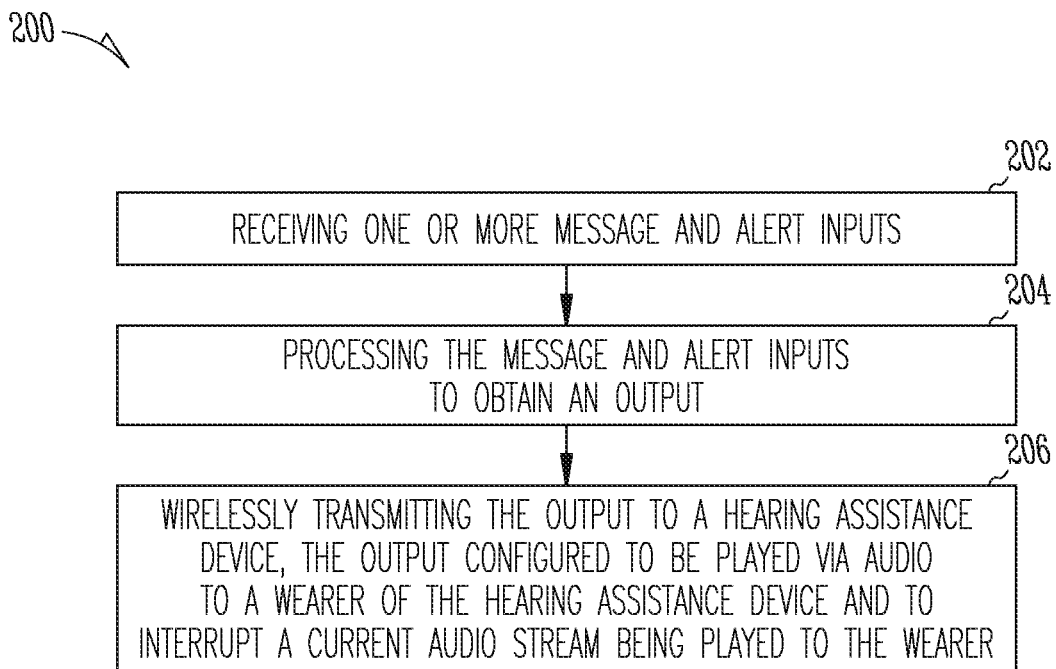 200
202
RECEIVING ONE OR MORE MESSAGE AND ALERT INPUTS
204
PROCESSING THE MESSAGE AND ALERT INPUTS
TO OBTAIN AN OUTPUT
206
WIRELESSLY TRANSMITTING THE OUTPUT TO A HEARING ASSISTANCE
DEVICE, THE OUTPUT CONFIGURED TO BE PLAYED VIA AUDIO
TO A WEARER OF THE HEARING ASSISTANCE DEVICE AND TO
INTERRUPT A CURRENT AUDIO STREAM BEING PLAYED TO THE WEARER